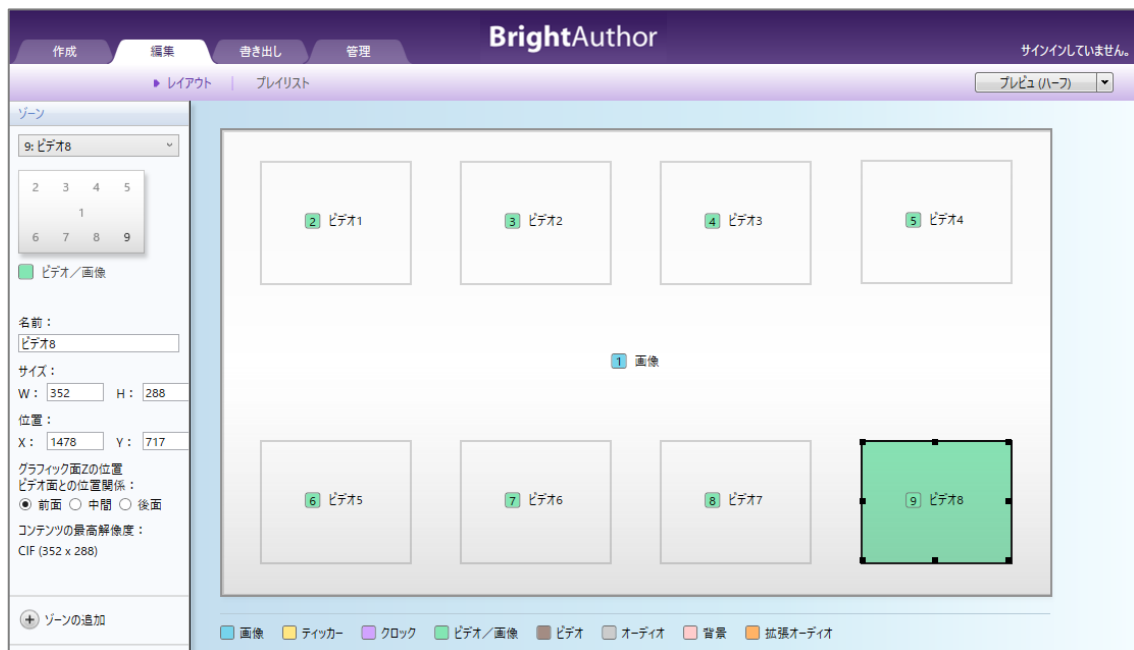 BrightAuthor
作成 編集 書き出し 管理
サインインしていません。
レイアウト プレイリスト
プレビュ (ハーフ)
ゾーン
9: ビデオ8
2 3 4 5
1
6 7 8 9
ビデオ／画像
名前：
ビデオ8
サイズ：
W： 352 H： 288
位置：
X： 1478 Y： 717
グラフィック面Zの位置
ビデオ面との位置関係：
前面 中間 後面
コンテンツの最高解像度：
CIF (352 x 288)
ゾーンの追加
2 ビデオ1
3 ビデオ2
4 ビデオ3
5 ビデオ4
1 画像
6 ビデオ5
7 ビデオ6
8 ビデオ7
9 ビデオ8
画像 ティッカー クロック ビデオ／画像 ビデオ オーディオ 背景 拡張オーディオ